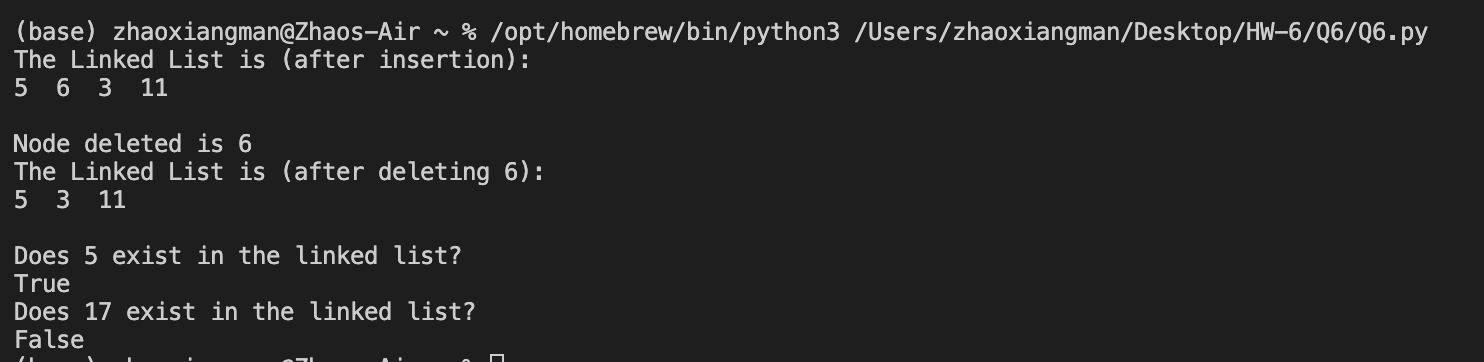 (base) zhaoxiangman@Zhaos-Air ~ % /opt/homebrew/bin/python3 /Users/zhaoxiangman/Desktop/HW-6/Q6/Q6.py
The Linked List is (after insertion):
5  6  3  11
Node deleted is 6
The Linked List is (after deleting 6):
5  3  11
Does 5 exist in the linked list?
True
Does 17 exist in the linked list?
False